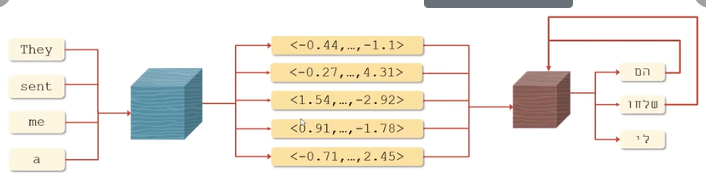 They
sent
me
a
<-0.44,…,-1.1>
<-0.27,…,4.31>
<1.54,…,-2.92>
<0.91,…,-1.78>
<-0.71,…,2.45>
הם
שלחו
לי